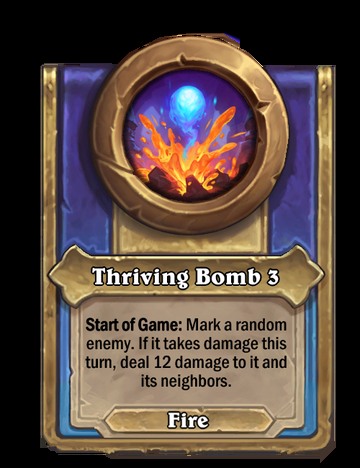 Thriving Bomb 3
Start of Game: Mark a random
enemy. If it takes damage this
turn, deal 12 damage to it and
its neighbors.
Fire